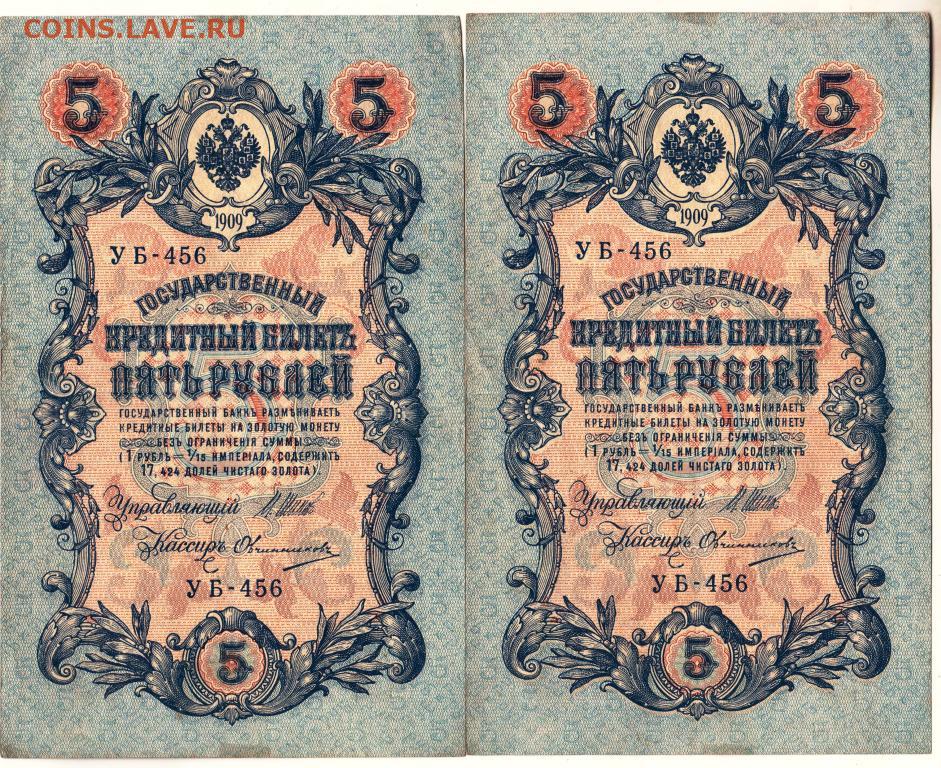 COINS.LAVE.RU
5 5
1909
УБ-456
ГОСУДАРСТВЕННЫЙ
КРЕДИТНЫЙ БИЛЕТЪ
ПЯТЬ РУБЛЕЙ
ГОСУДАРСТВЕННЫЙ БАНКЪ РАЗМѢНИВАЕТЪ
КРЕДИТНЫЕ БИЛЕТЫ НА ЗОЛОТУЮ МОНЕТУ
БЕЗЪ ОГРАНИЧЕНІЯ СУММЫ
(1 РУБЛЬ = 1/15 ИМПЕРІАЛА, СОДЕРЖИТЪ
17,424 ДОЛЕЙ ЧИСТАГО ЗОЛОТА).
Управляющій
Кассиръ Овчинниковъ
УБ-456
5
5 5
1909
УБ-456
ГОСУДАРСТВЕННЫЙ
КРЕДИТНЫЙ БИЛЕТЪ
ПЯТЬ РУБЛЕЙ
ГОСУДАРСТВЕННЫЙ БАНКЪ РАЗМѢНИВАЕТЪ
КРЕДИТНЫЕ БИЛЕТЫ НА ЗОЛОТУЮ МОНЕТУ
БЕЗЪ ОГРАНИЧЕНІЯ СУММЫ
(1 РУБЛЬ = 1/15 ИМПЕРІАЛА, СОДЕРЖИТЪ
17,424 ДОЛЕЙ ЧИСТАГО ЗОЛОТА).
Управляющій
Кассиръ Овчинниковъ
УБ-456
5